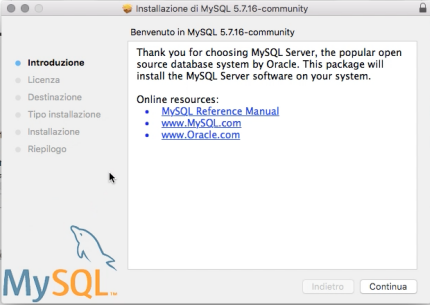 Installazione di MySQL 5.7.16-community
Benvenuto in MySQL 5.7.16-community
Introduzione
Licenza
Destinazione
Tipo installazione
Installazione
Riepilogo
Thank you for choosing MySQL Server, the popular open
source database system by Oracle. This package will
install the MySQL Server software on your system.
Online resources:
• MySQL Reference Manual
• www.MySQL.com
• www.Oracle.com
MySQL™
Indietro
Continua